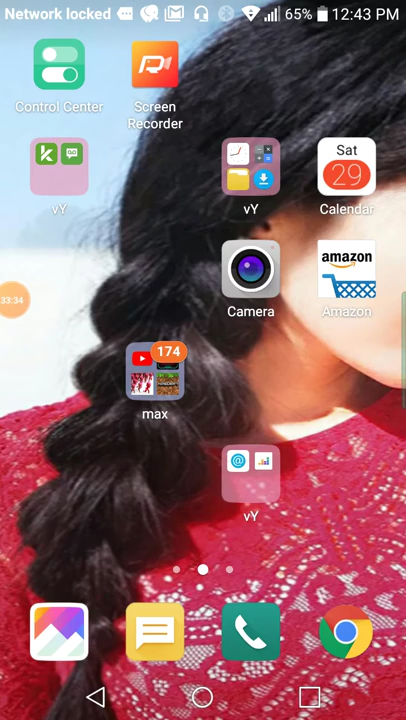 Network locked 65% 12:43 PM
Control Center
Screen
Recorder
vY
vY
Sat
29
Calendar
Camera
amazon
Amazon
33:34
174
max
vY